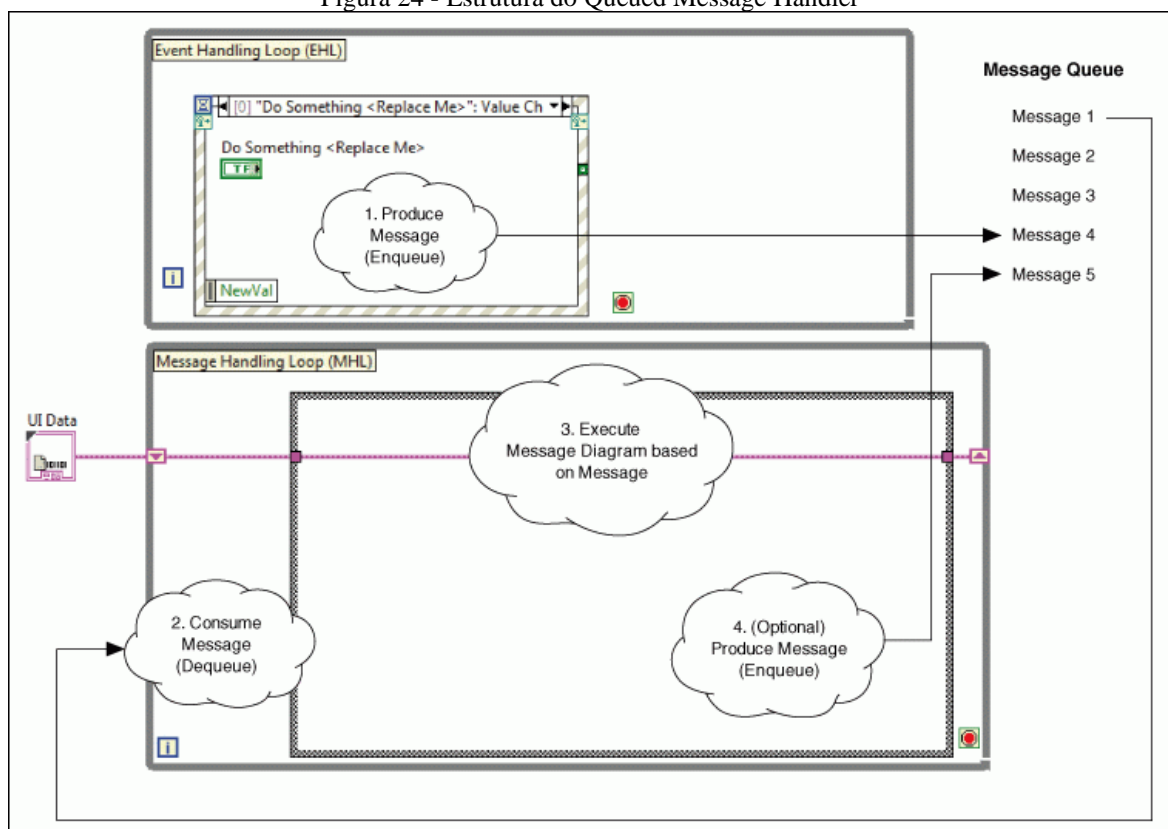 Figura 24 - Estrutura do Queued Message Handler
Event Handling Loop (EHL)
[0] "Do Something <Replace Me>": Value Ch
Do Something <Replace Me>
TF
1. Produce
Message
(Enqueue)
i
NewVal
Message Queue
Message 1
Message 2
Message 3
Message 4
Message 5
Message Handling Loop (MHL)
UI Data
3. Execute
Message Diagram based
on Message
2. Consume
Message
(Dequeue)
4. (Optional)
Produce Message
(Enqueue)
i